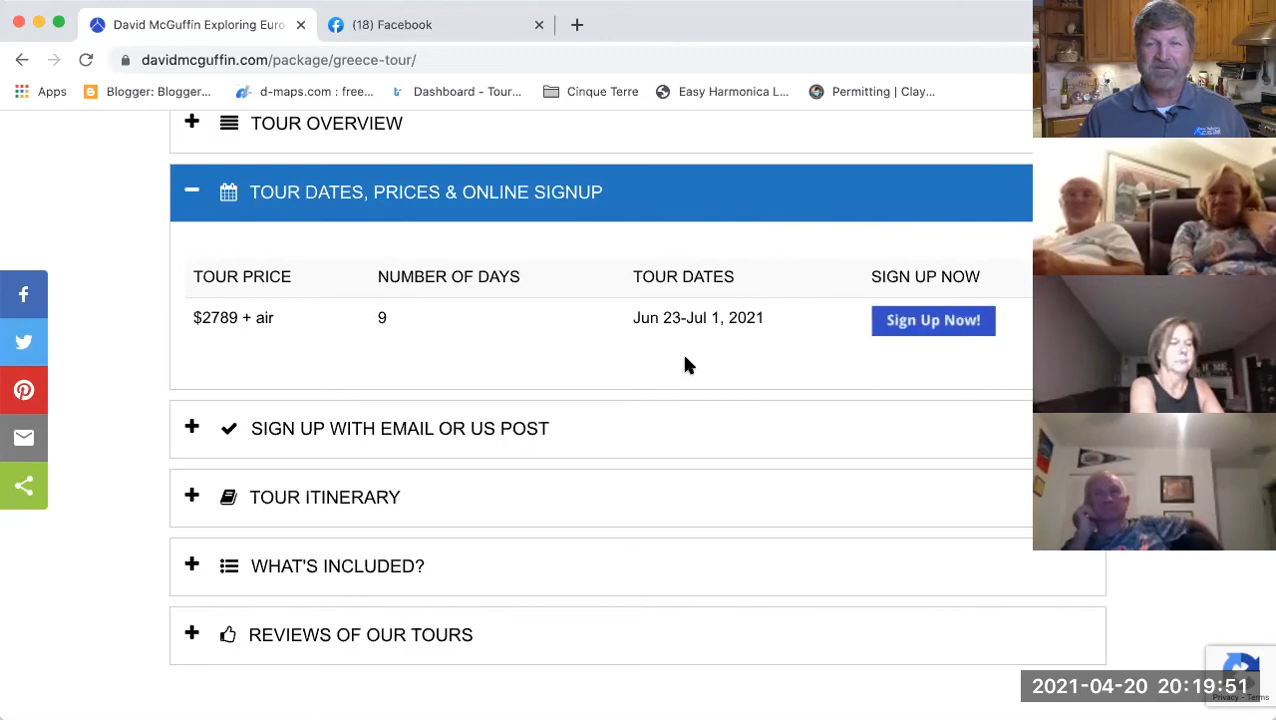 David McGuffin Exploring Euro
(18) Facebook
davidmcguffin.com/package/greece-tour/
Apps
Blogger: Blogger...
d-maps.com : free...
Dashboard - Tour...
Cinque Terre
Easy Harmonica L...
Permitting | Clay...
TOUR OVERVIEW
TOUR DATES, PRICES & ONLINE SIGNUP
TOUR PRICE NUMBER OF DAYS TOUR DATES SIGN UP NOW
$2789 + air 9 Jun 23-Jul 1, 2021 Sign Up Now!
SIGN UP WITH EMAIL OR US POST
TOUR ITINERARY
WHAT'S INCLUDED?
REVIEWS OF OUR TOURS
2021-04-20 20:19:51
Privacy - Terms